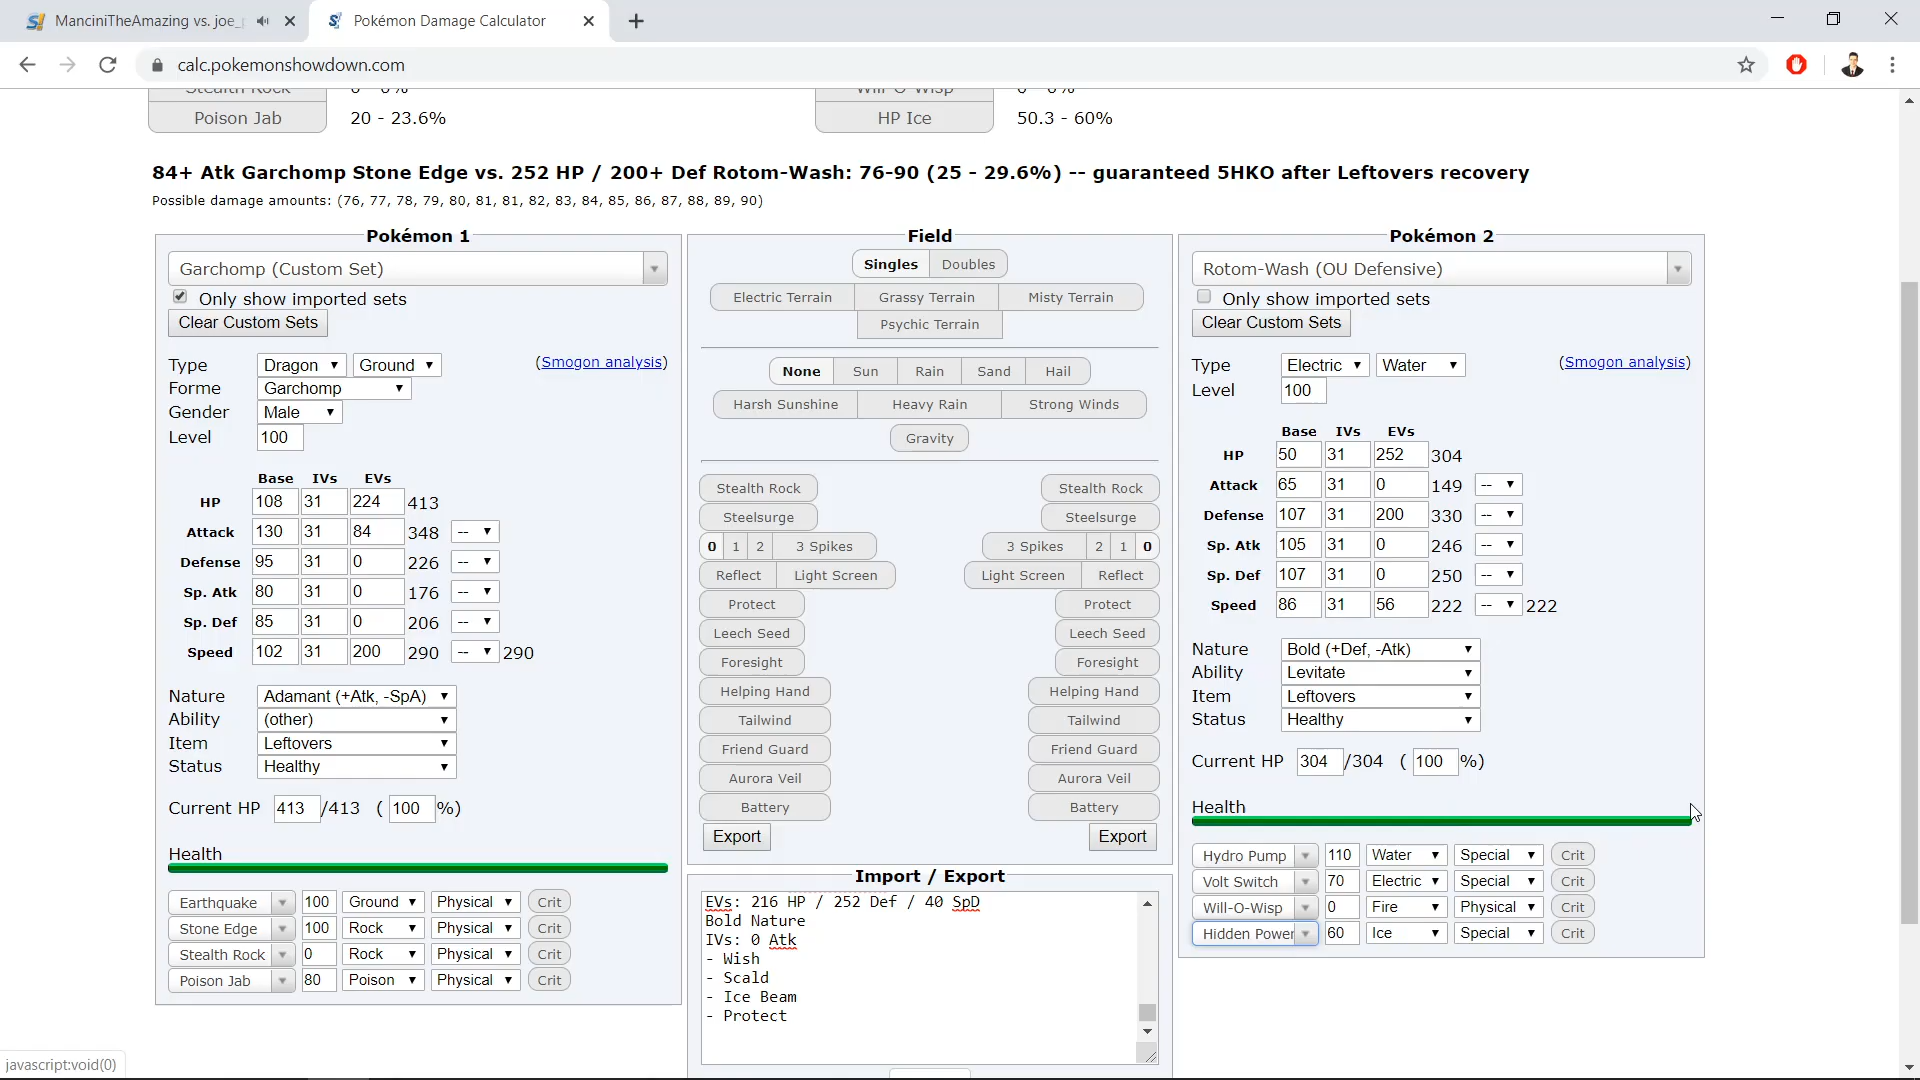 Mancini​TheAmazing vs. joe_
Pokémon Damage Calculator
calc.pokemonshowdown.com
Stealth Rock 0 - 0% Will-O-Wisp 0 - 0%
Poison Jab 20 - 23.6% HP Ice 50.3 - 60%
84+ Atk Garchomp Stone Edge vs. 252 HP / 200+ Def Rotom-Wash: 76-90 (25 - 29.6%) -- guaranteed 5HKO after Leftovers recovery
Possible damage amounts: (76, 77, 78, 79, 80, 81, 81, 82, 83, 84, 85, 86, 87, 88, 89, 90)
Pokémon 1
Garchomp (Custom Set)
Only show imported sets
Clear Custom Sets
Type Dragon Ground (Smogon analysis)
Forme Garchomp
Gender Male
Level 100
Base IVs EVs
HP 108 31 224 413
Attack 130 31 84 348 --
Defense 95 31 0 226 --
Sp. Atk 80 31 0 176 --
Sp. Def 85 31 0 206 --
Speed 102 31 200 290 -- 290
Nature Adamant (+Atk, -SpA)
Ability (other)
Item Leftovers
Status Healthy
Current HP 413 /413 ( 100 %)
Health
Earthquake 100 Ground Physical Crit
Stone Edge 100 Rock Physical Crit
Stealth Rock 0 Rock Physical Crit
Poison Jab 80 Poison Physical Crit
Field
Singles Doubles
Electric Terrain Grassy Terrain Misty Terrain
Psychic Terrain
None Sun Rain Sand Hail
Harsh Sunshine Heavy Rain Strong Winds
Gravity
Stealth Rock Stealth Rock
Steelsurge Steelsurge
0 1 2 3 Spikes 3 Spikes 2 1 0
Reflect Light Screen Light Screen Reflect
Protect Protect
Leech Seed Leech Seed
Foresight Foresight
Helping Hand Helping Hand
Tailwind Tailwind
Friend Guard Friend Guard
Aurora Veil Aurora Veil
Battery Battery
Export Export
Import / Export
EVs: 216 HP / 252 Def / 40 SpD
Bold Nature
IVs: 0 Atk
- Wish
- Scald
- Ice Beam
- Protect
Pokémon 2
Rotom-Wash (OU Defensive)
Only show imported sets
Clear Custom Sets
Type Electric Water (Smogon analysis)
Level 100
Base IVs EVs
HP 50 31 252 304
Attack 65 31 0 149 --
Defense 107 31 200 330 --
Sp. Atk 105 31 0 246 --
Sp. Def 107 31 0 250 --
Speed 86 31 56 222 -- 222
Nature Bold (+Def, -Atk)
Ability Levitate
Item Leftovers
Status Healthy
Current HP 304 /304 ( 100 %)
Health
Hydro Pump 110 Water Special Crit
Volt Switch 70 Electric Special Crit
Will-O-Wisp 0 Fire Physical Crit
Hidden Power 60 Ice Special Crit
javascript:void(0)